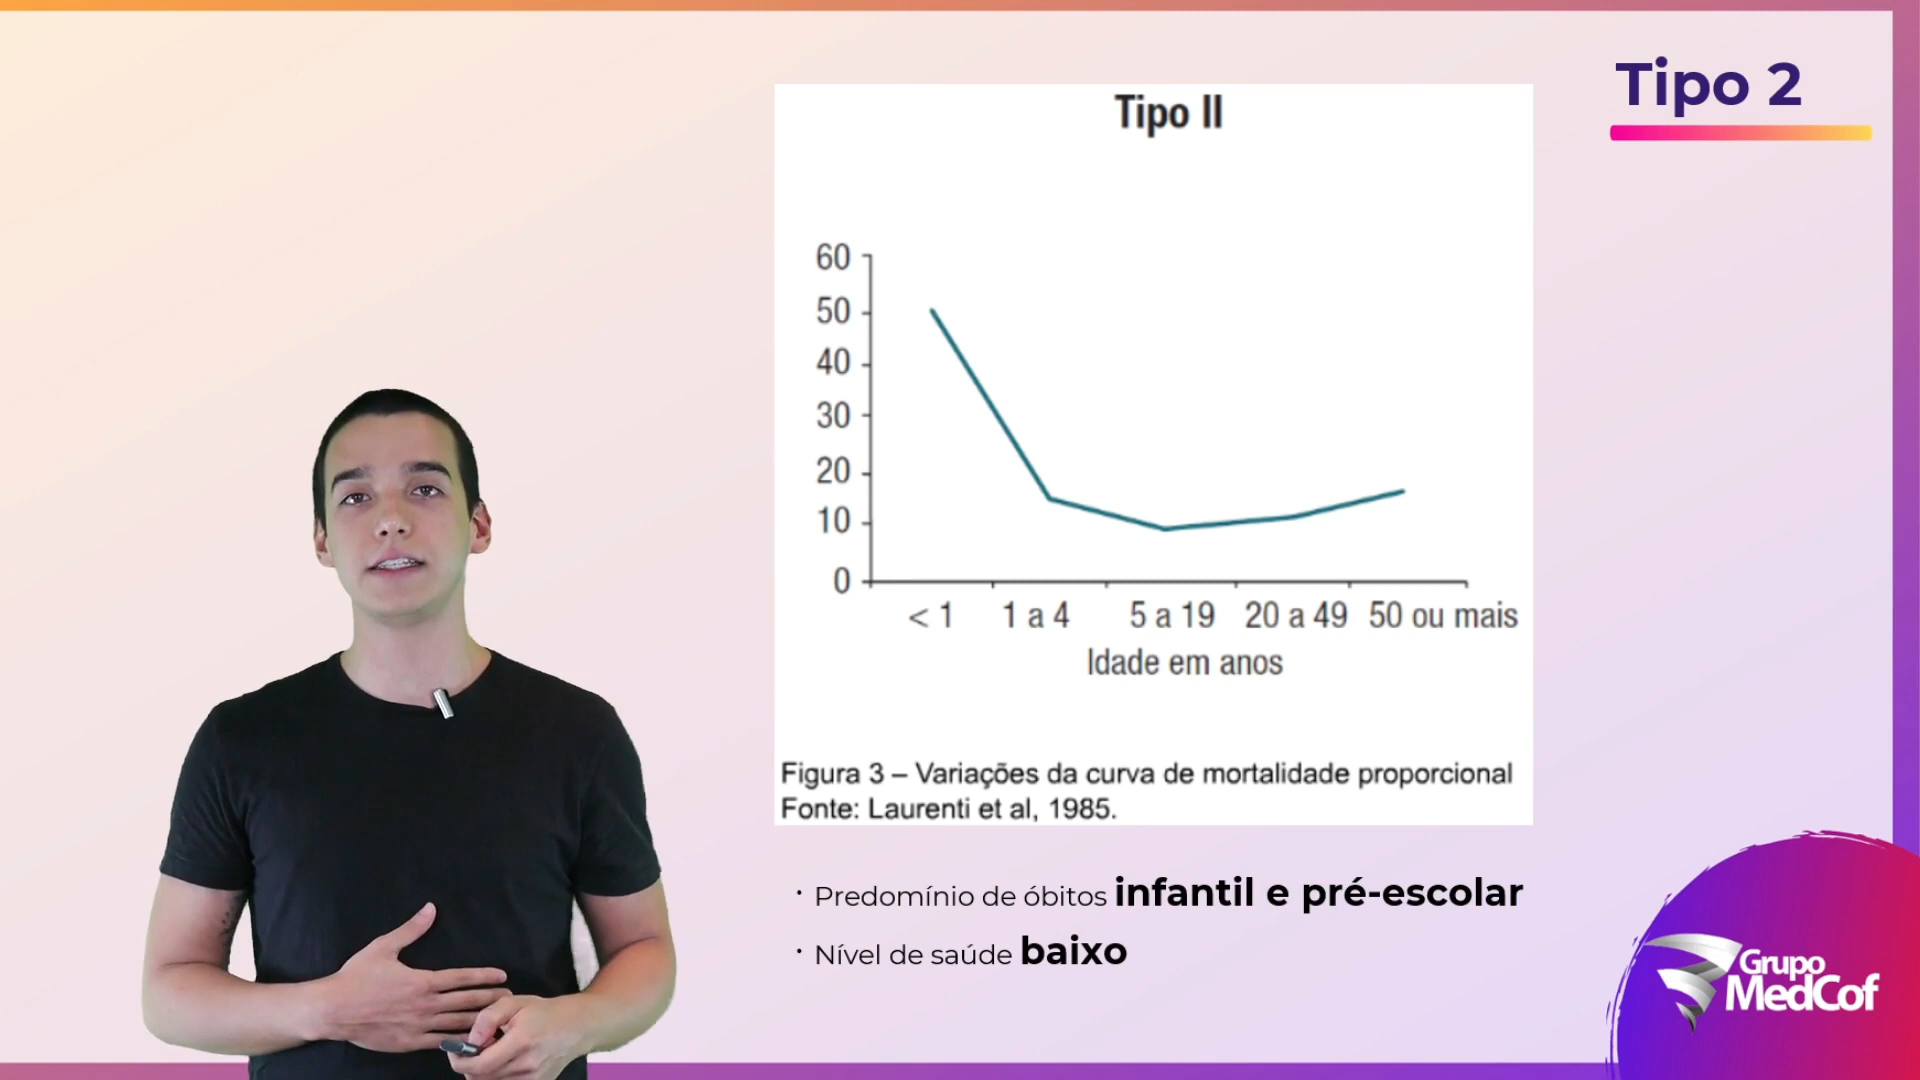 Tipo 2
Tipo II
60
50
40
30
20
10
0
< 1 1 a 4 5 a 19 20 a 49 50 ou mais
Idade em anos
Figura 3 – Variações da curva de mortalidade proporcional
Fonte: Laurenti et al, 1985.
· Predomínio de óbitos infantil e pré-escolar
· Nível de saúde baixo
Grupo
MedCof